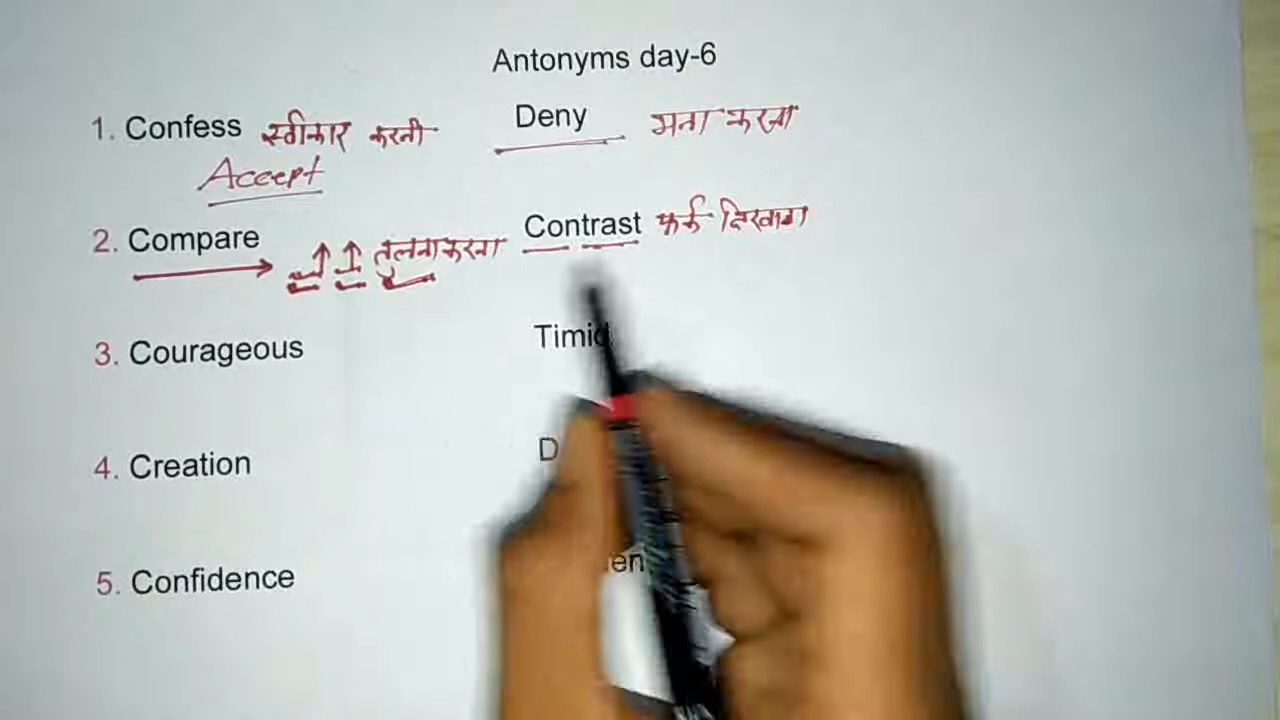 Antonyms day-6
1. Confess स्वीकार करनी Deny मना करना
Accept
2. Compare तुलना करना Contrast फर्क दिखाना
3. Courageous Timid
4. Creation
5. Confidence